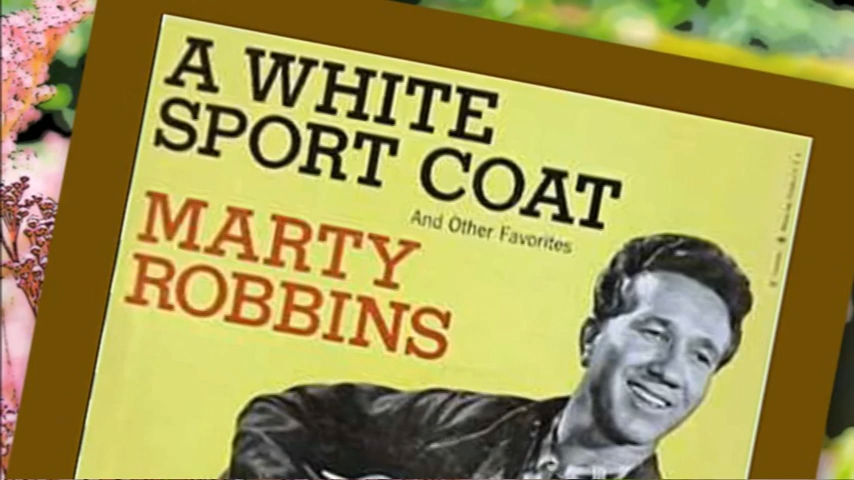 A WHITE
SPORT COAT
And Other Favorites
MARTY
ROBBINS